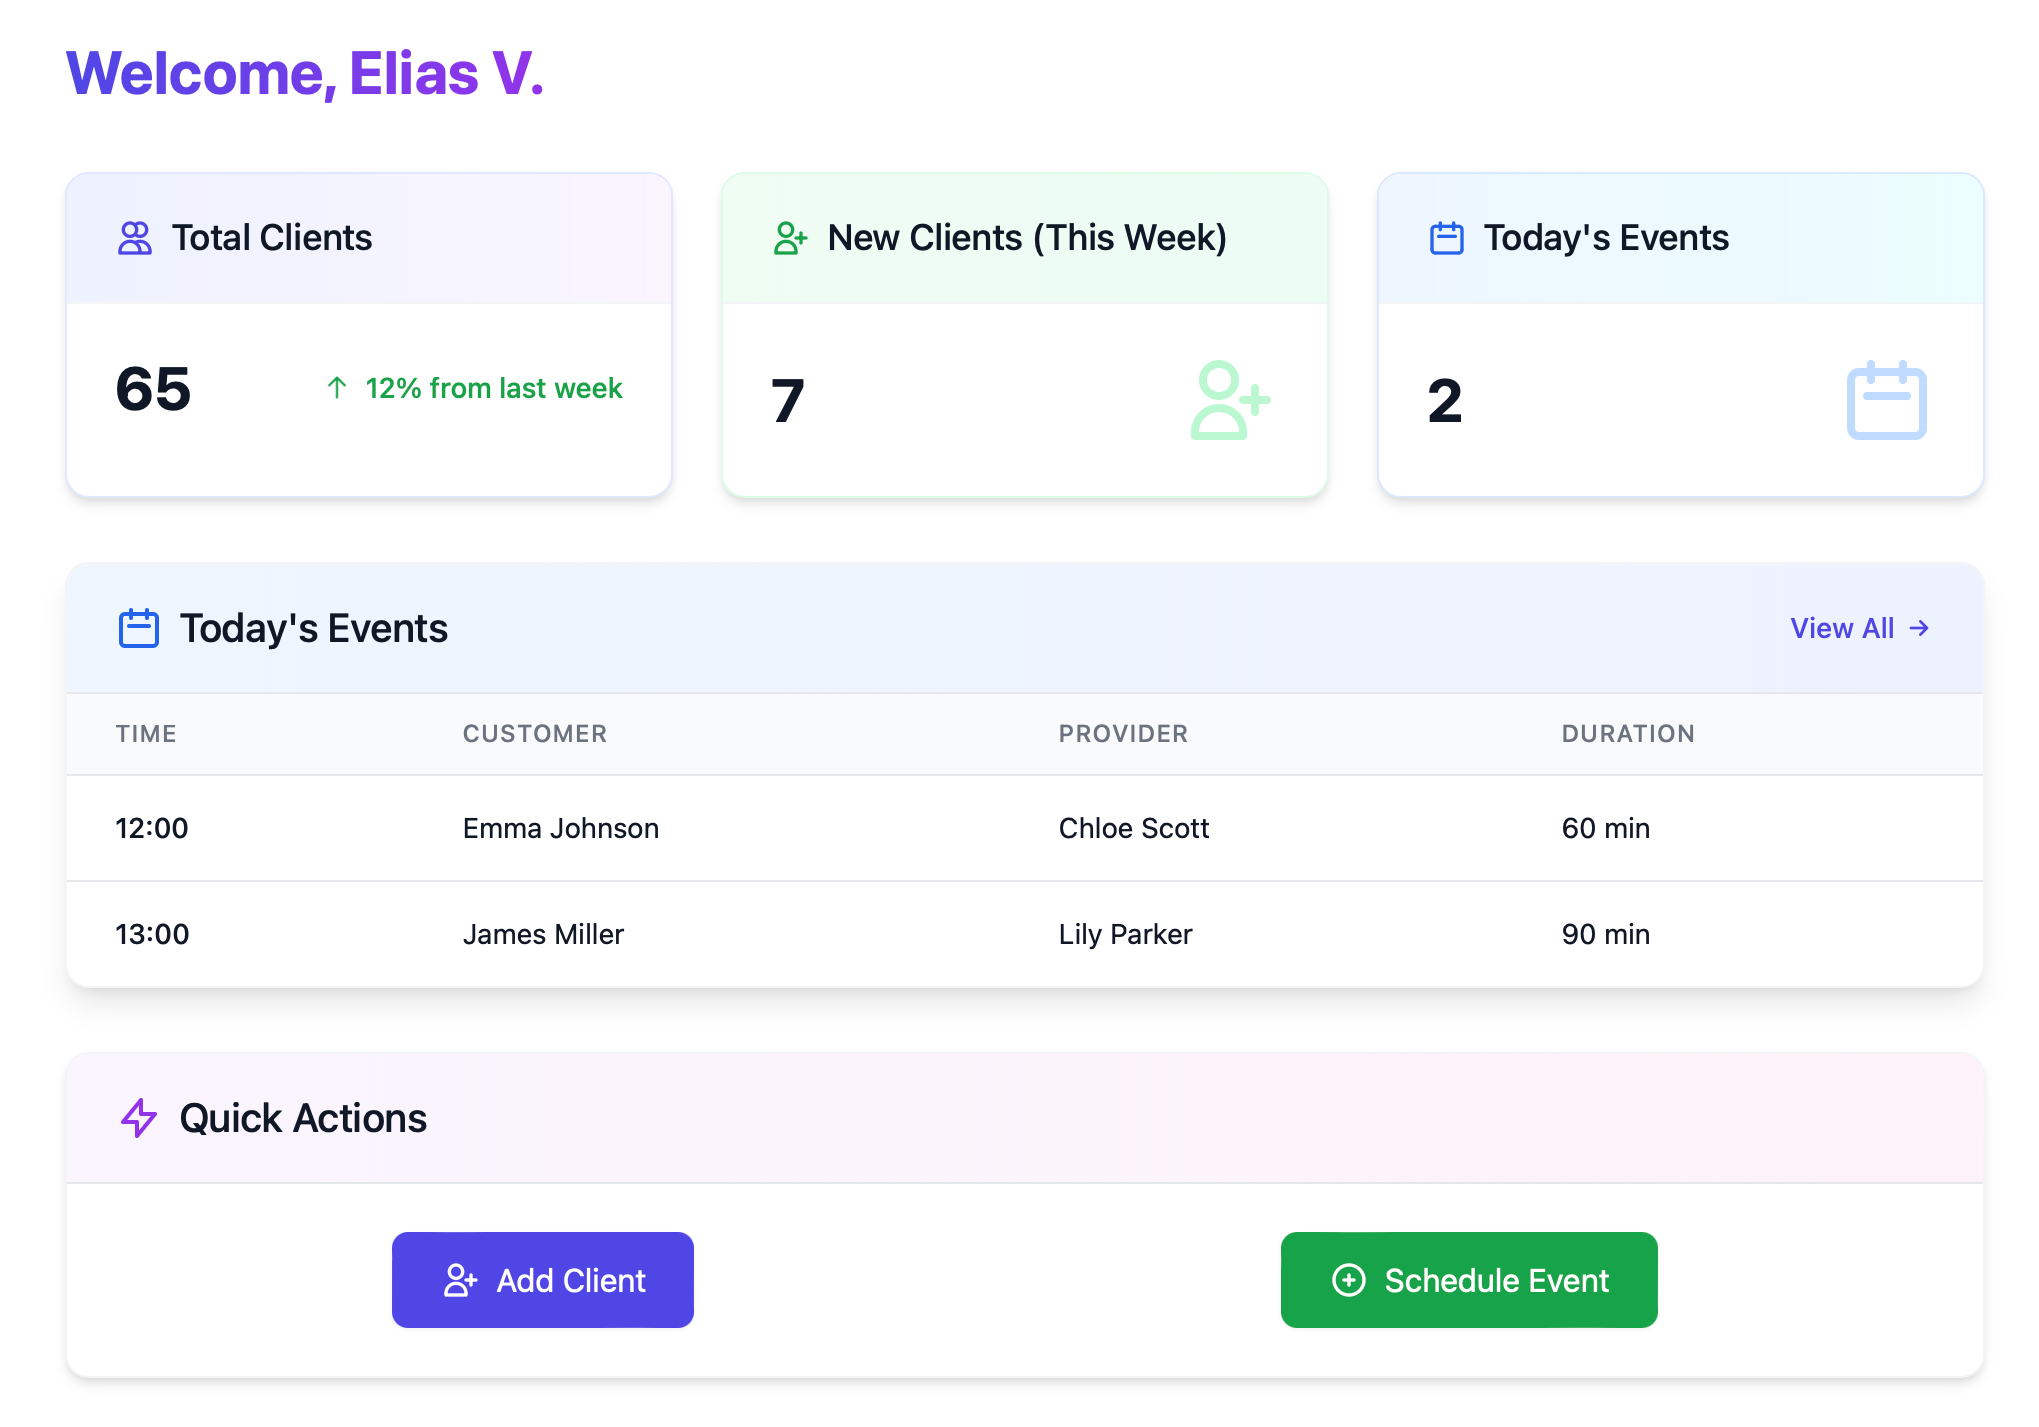 Welcome, Elias V.
Total Clients
65
↑ 12% from last week
New Clients (This Week)
7
Today's Events
2
Today's Events
View All →
TIME CUSTOMER PROVIDER DURATION
12:00 Emma Johnson Chloe Scott 60 min
13:00 James Miller Lily Parker 90 min
Quick Actions
Add Client
Schedule Event